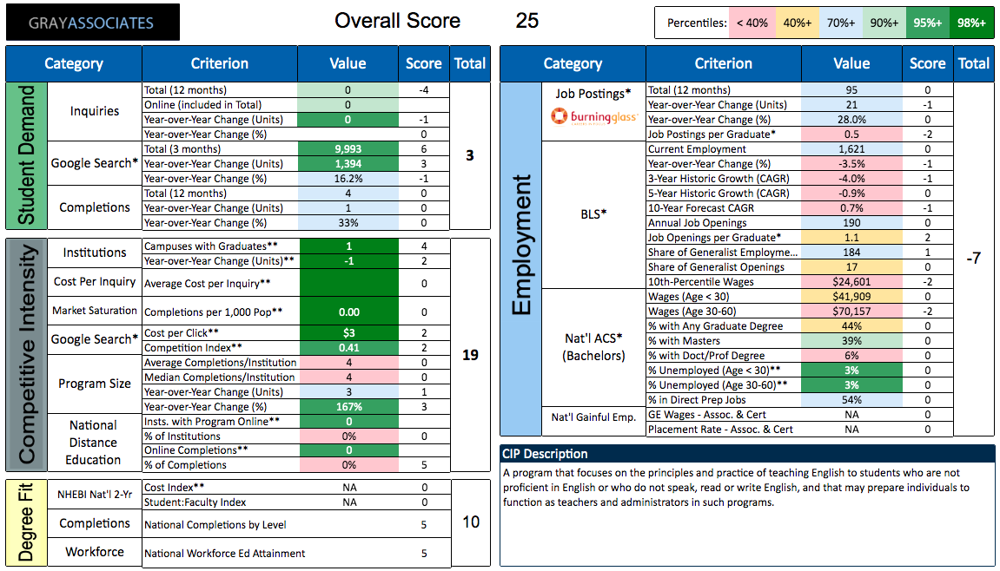 GRAYASSOCIATES
Overall Score 25
Percentiles: < 40% 40%+ 70%+ 90%+ 95%+ 98%+
Category Criterion Value Score Total
Student Demand
Inquiries
Total (12 months) 0 -4
Online (included in Total) 0
Year-over-Year Change (Units) 0 -1
Year-over-Year Change (%) 0
Google Search*
Total (3 months) 9,993 6
Year-over-Year Change (Units) 1,394 3
Year-over-Year Change (%) 16.2% -1
Completions
Total (12 months) 4 0
Year-over-Year Change (Units) 1 0
Year-over-Year Change (%) 33% 0
3
Competitive Intensity
Institutions
Campuses with Graduates** 1 4
Year-over-Year Change (Units)** -1 2
Cost Per Inquiry Average Cost per Inquiry** 0
Market Saturation Completions per 1,000 Pop** 0.00 0
Google Search*
Cost per Click** $3 2
Competition Index** 0.41 2
Program Size
Average Completions/Institution 4 0
Median Completions/Institution 4 0
Year-over-Year Change (Units) 3 1
Year-over-Year Change (%) 167% 3
National
Distance
Education
Insts. with Program Online** 0
% of Institutions 0% 0
Online Completions** 0
% of Completions 0% 5
19
Degree Fit
NHEBI Nat'l 2-Yr
Cost Index** NA 0
Student:Faculty Index NA 0
Completions National Completions by Level 5
Workforce National Workforce Ed Attainment 5
10
Category Criterion Value Score Total
Employment
Job Postings*
burningglass
Total (12 months) 95 0
Year-over-Year Change (Units) 21 -1
Year-over-Year Change (%) 28.0% 0
Job Postings per Graduate* 0.5 -2
BLS*
Current Employment 1,621 0
Year-over-Year Change (%) -3.5% -1
3-Year Historic Growth (CAGR) -4.0% -1
5-Year Historic Growth (CAGR) -0.9% 0
10-Year Forecast CAGR 0.7% -1
Annual Job Openings 190 0
Job Openings per Graduate* 1.1 2
Share of Generalist Employme... 184 1
Share of Generalist Openings 17 0
10th-Percentile Wages $24,601 -2
Nat'l ACS*
(Bachelors)
Wages (Age < 30) $41,909 0
Wages (Age 30-60) $70,157 -2
% with Any Graduate Degree 44% 0
% with Masters 39% 0
% with Doct/Prof Degree 6% 0
% Unemployed (Age < 30)** 3% 0
% Unemployed (Age 30-60)** 3% 0
% in Direct Prep Jobs 54% 0
Nat'l Gainful Emp.
GE Wages - Assoc. & Cert NA 0
Placement Rate - Assoc. & Cert NA 0
-7
CIP Description
A program that focuses on the principles and practice of teaching English to students who are not
proficient in English or who do not speak, read or write English, and that may prepare individuals to
function as teachers and administrators in such programs.